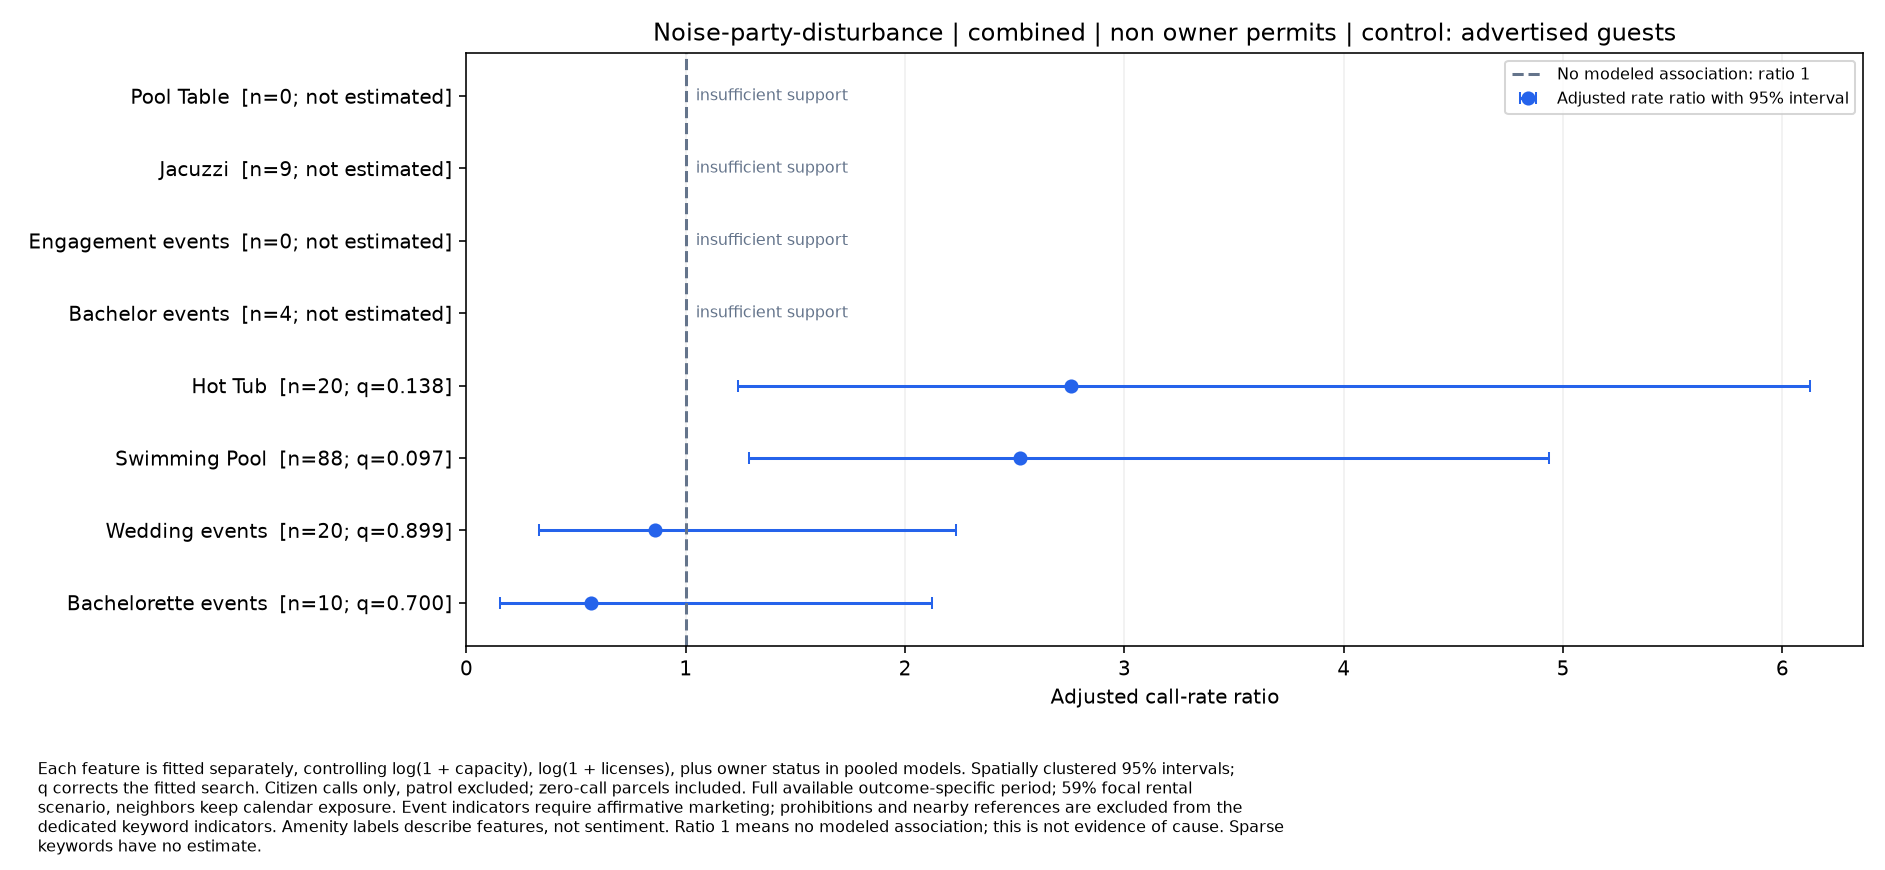 Noise-party-disturbance | combined | non owner permits | control: advertised guests
No modeled association: ratio 1
Adjusted rate ratio with 95% interval
Pool Table [n=0; not estimated]
insufficient support
Jacuzzi [n=9; not estimated]
insufficient support
Engagement events [n=0; not estimated]
insufficient support
Bachelor events [n=4; not estimated]
insufficient support
Hot Tub [n=20; q=0.138]
Swimming Pool [n=88; q=0.097]
Wedding events [n=20; q=0.899]
Bachelorette events [n=10; q=0.700]
0 1 2 3 4 5 6
Adjusted call-rate ratio
Each feature is fitted separately, controlling log(1 + capacity), log(1 + licenses), plus owner status in pooled models. Spatially clustered 95% intervals;
q corrects the fitted search. Citizen calls only, patrol excluded; zero-call parcels included. Full available outcome-specific period; 59% focal rental
scenario, neighbors keep calendar exposure. Event indicators require affirmative marketing; prohibitions and nearby references are excluded from the
dedicated keyword indicators. Amenity labels describe features, not sentiment. Ratio 1 means no modeled association; this is not evidence of cause. Sparse
keywords have no estimate.